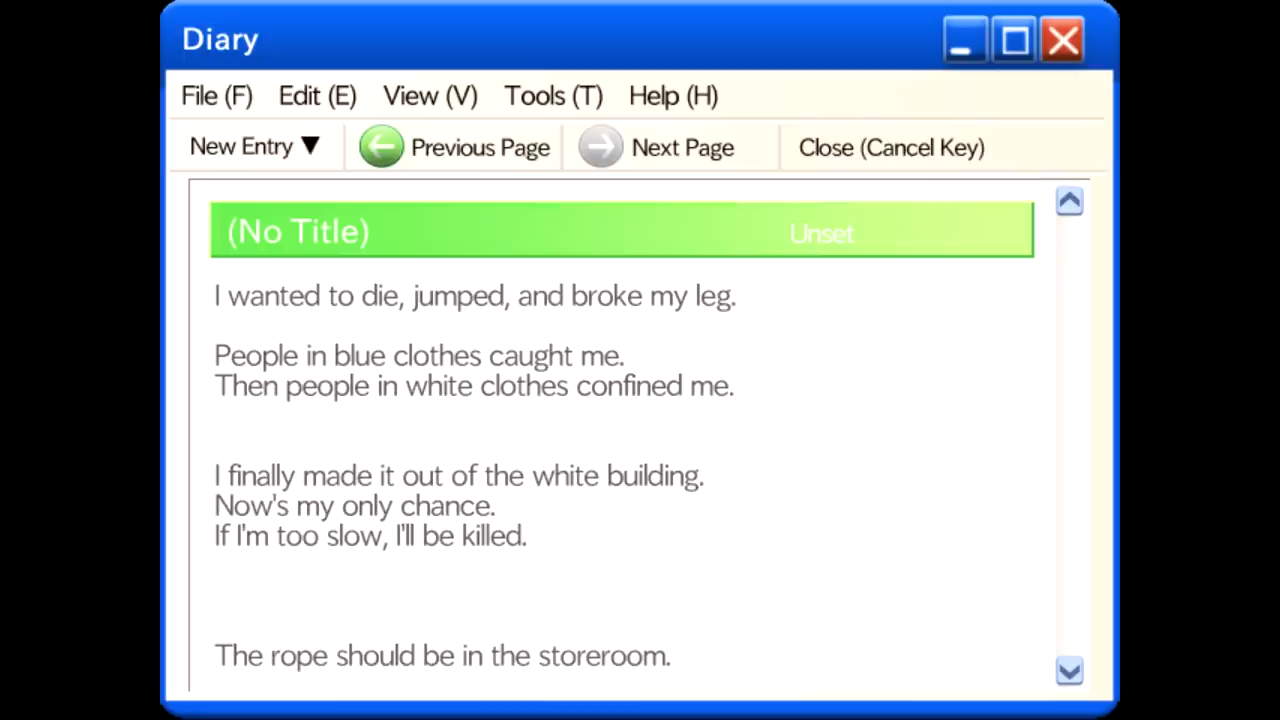 Diary
File (F) Edit (E) View (V) Tools (T) Help (H)
New Entry ▼ Previous Page Next Page Close (Cancel Key)
(No Title) Unset
I wanted to die, jumped, and broke my leg.
People in blue clothes caught me.
Then people in white clothes confined me.
I finally made it out of the white building.
Now's my only chance.
If I'm too slow, I'll be killed.
The rope should be in the storeroom.